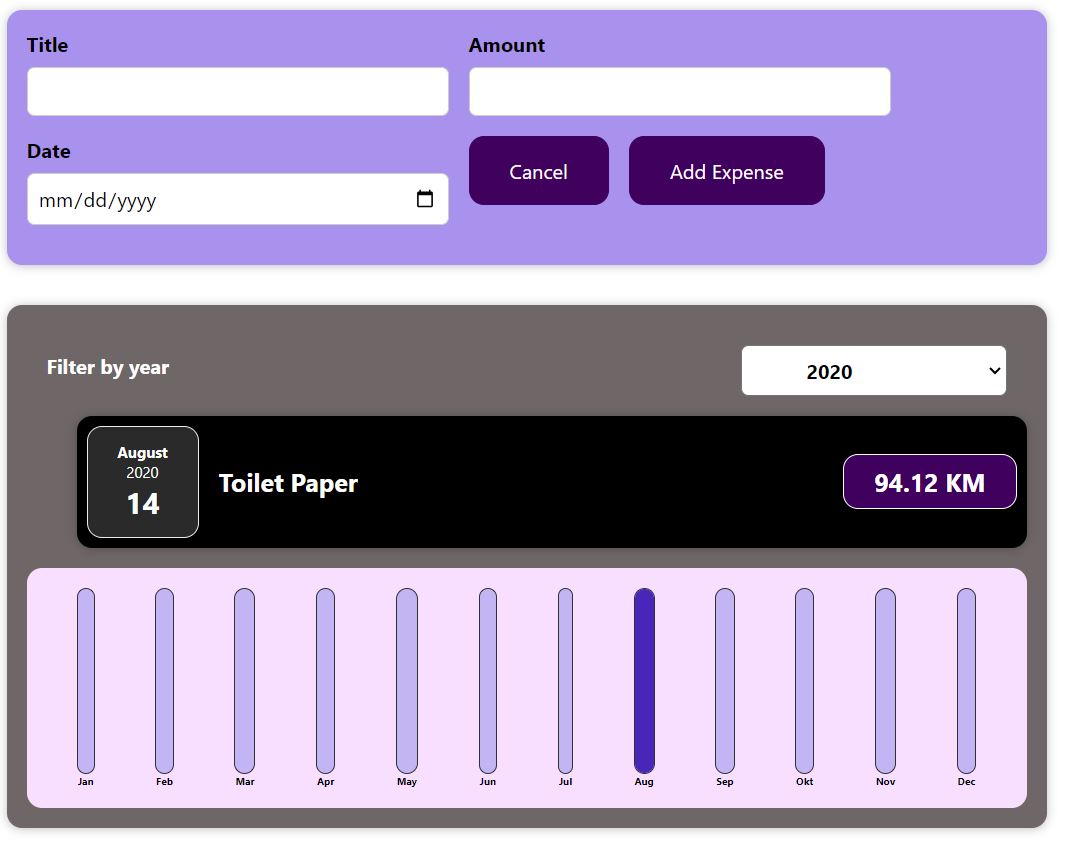 Title
Amount
Date
mm/dd/yyyy
Cancel
Add Expense
Filter by year
2020
August
2020
14
Toilet Paper
94.12 KM
Jan Feb Mar Apr May Jun Jul Aug Sep Okt Nov Dec